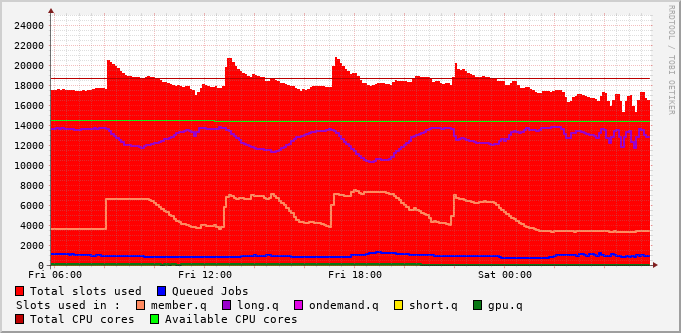 24000
22000
20000
18000
16000
14000
12000
10000
8000
6000
4000
2000
0
Fri 06:00 Fri 12:00 Fri 18:00 Sat 00:00
Total slots used Queued Jobs
Slots used in : member.q long.q ondemand.q short.q gpu.q
Total CPU cores Available CPU cores
RRDTOOL / TOBI OETIKER